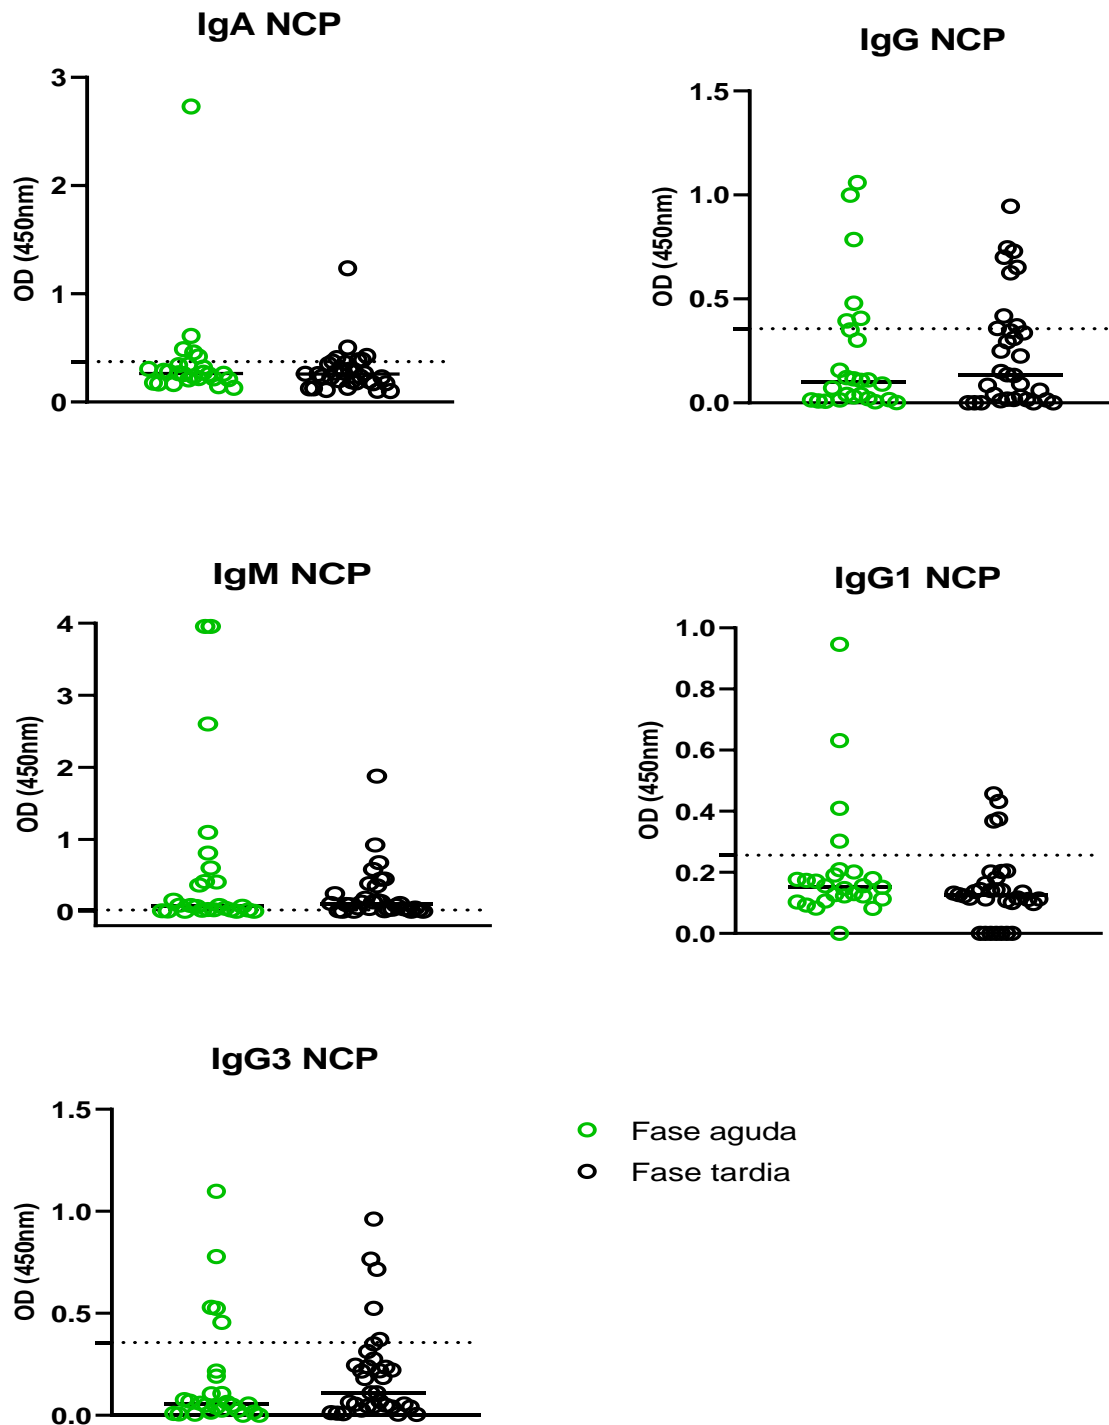 IgA NCP
3
2
1
0
OD (450nm)
IgG NCP
1.5
1.0
0.5
0.0
OD (450nm)
IgM NCP
4
3
2
1
0
OD (450nm)
IgG1 NCP
1.0
0.8
0.6
0.4
0.2
0.0
OD (450nm)
IgG3 NCP
1.5
1.0
0.5
0.0
OD (450nm)
Fase aguda
Fase tardia